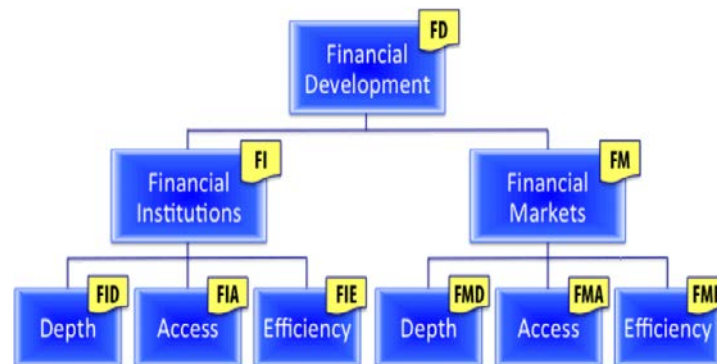 FD
Financial
Development
FI
Financial
Institutions
FM
Financial
Markets
FID
Depth
FIA
Access
FIE
Efficiency
FMD
Depth
FMA
Access
Efficiency